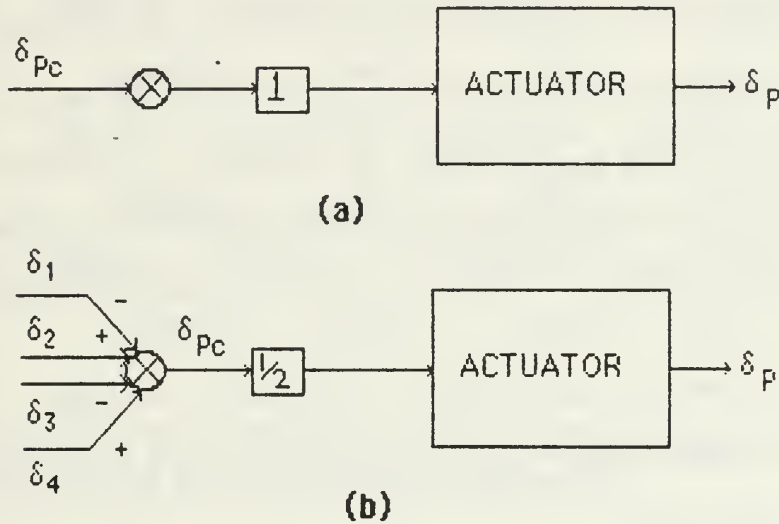 δPc
1
ACTUATOR
δP
(a)
δ1
-
δ2
+
δPc
1/2
ACTUATOR
δP
δ3
-
δ4
+
(b)